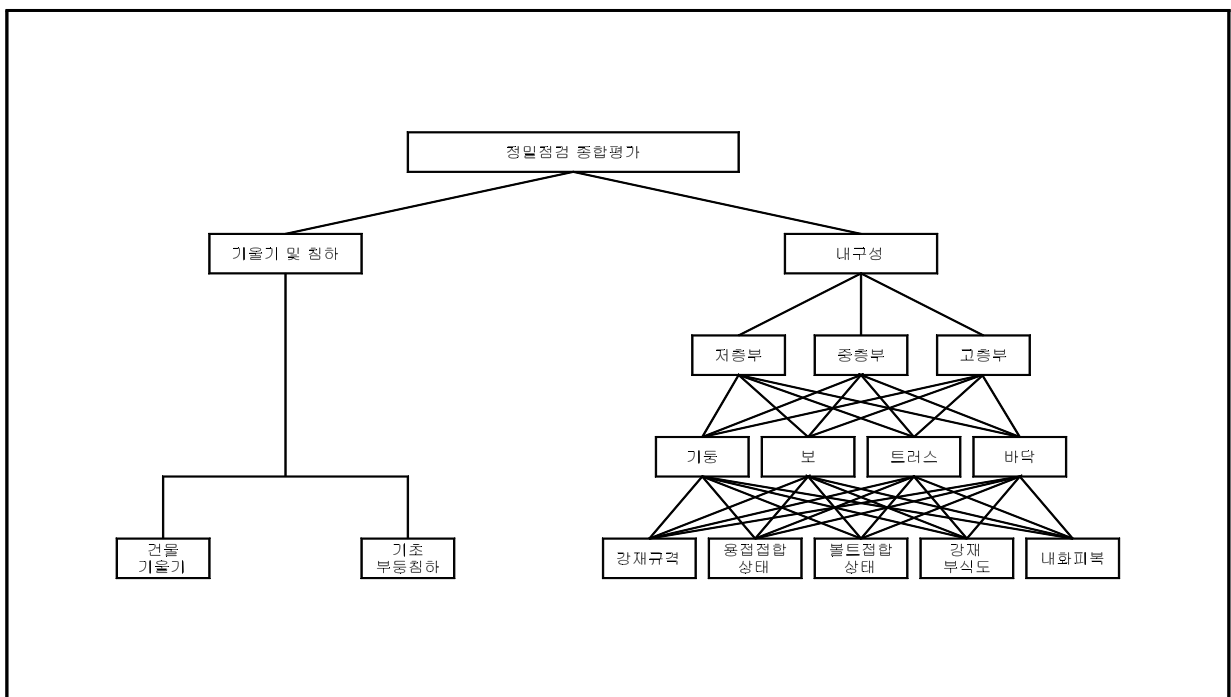 정밀점검 종합평가
기울기 및 침하
내구성
저층부
중층부
고층부
기둥
보
트러스
바닥
건물
기울기
기초
부등침하
강재규격
용접접합
상태
볼트접합
상태
강재
부식도
내화피복